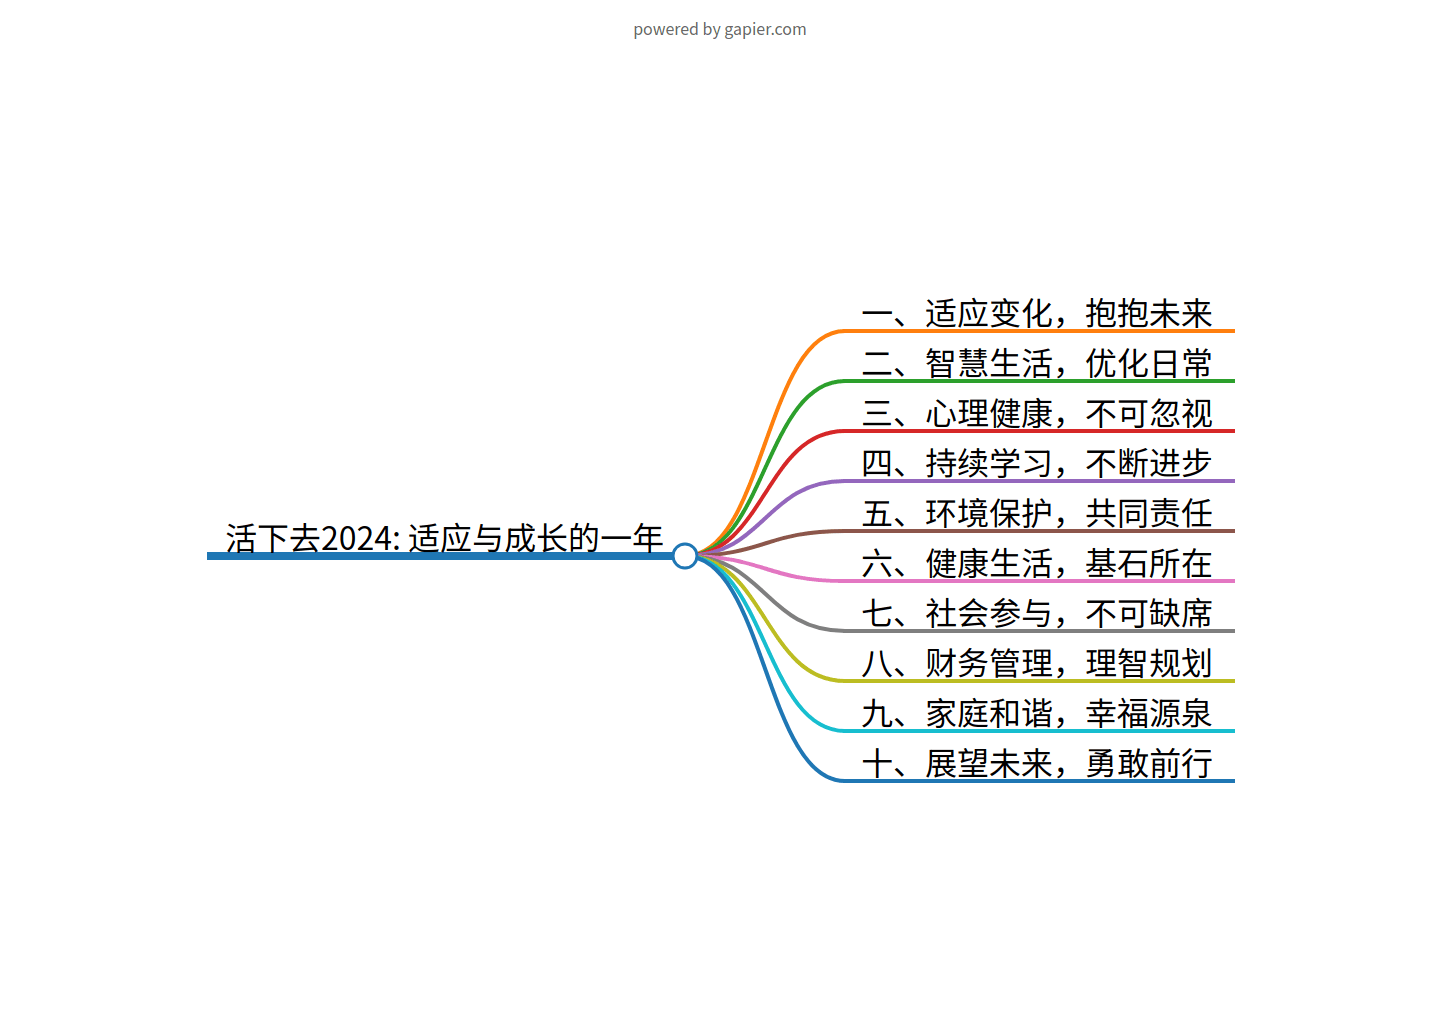 powered by gapier.com
活下去2024: 适应与成长的一年
一、适应变化，抱抱未来
二、智慧生活，优化日常
三、心理健康，不可忽视
四、持续学习，不断进步
五、环境保护，共同责任
六、健康生活，基石所在
七、社会参与，不可缺席
八、财务管理，理智规划
九、家庭和谐，幸福源泉
十、展望未来，勇敢前行